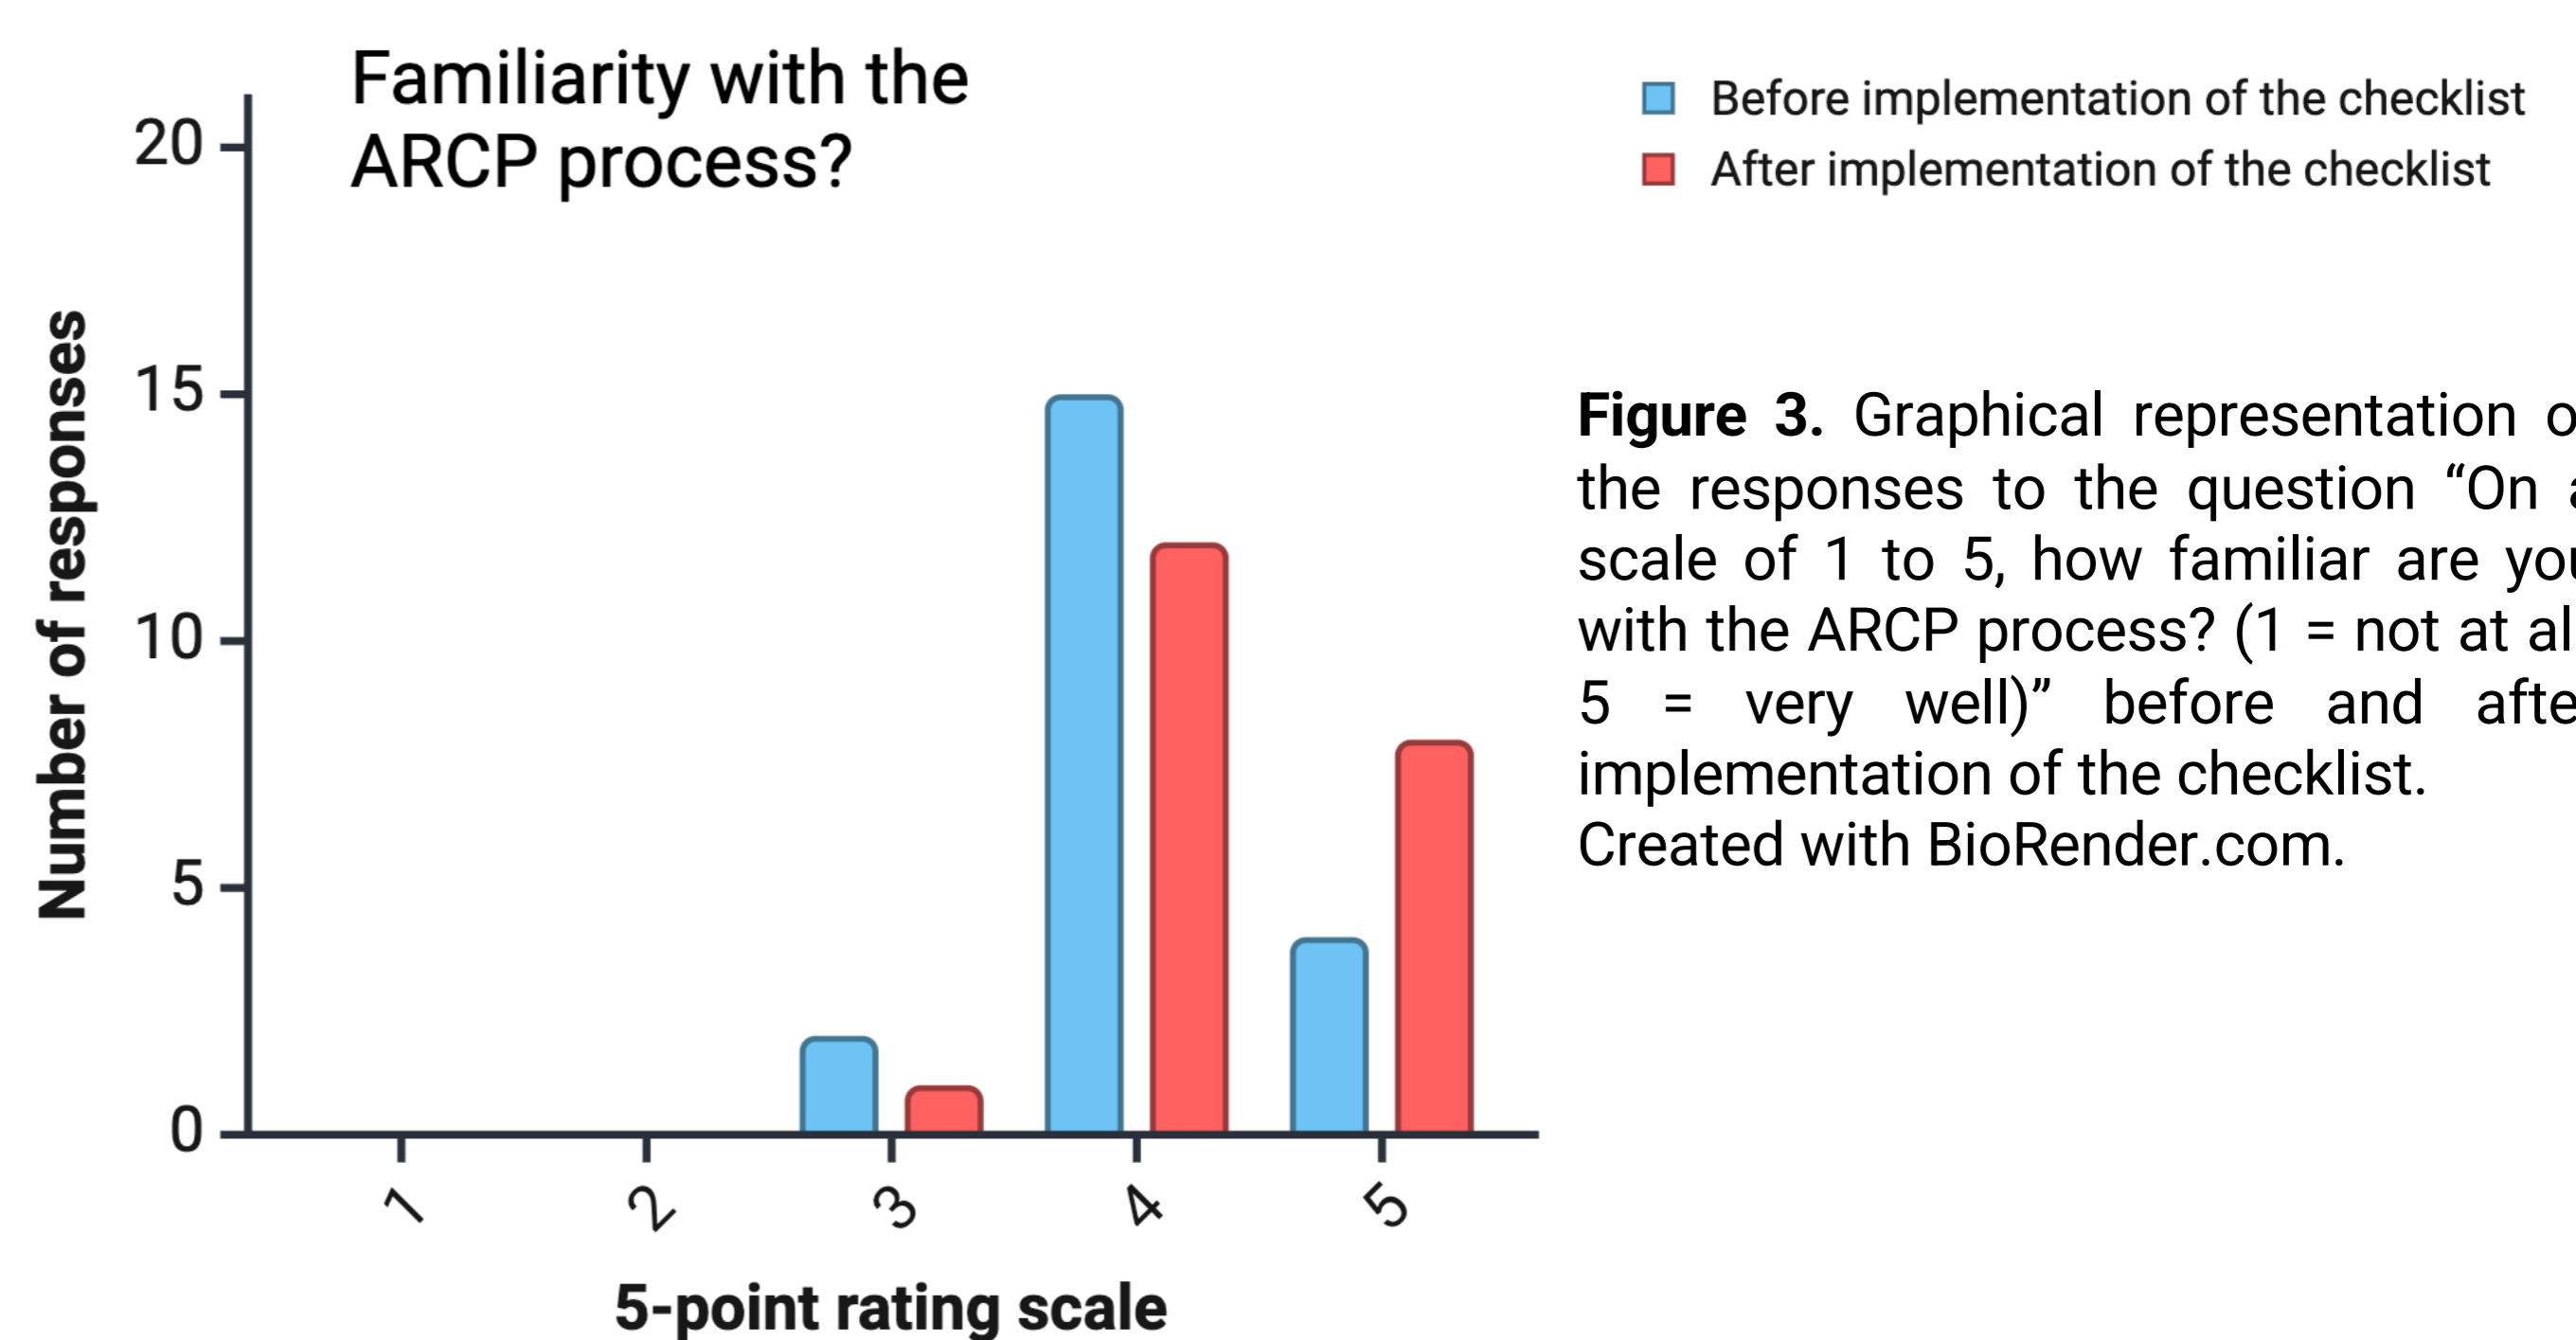 Familiarity with the
ARCP process?
Before implementation of the checklist
After implementation of the checklist
Number of responses
20
15
10
5
0
1
2
3
4
5
5-point rating scale
Figure 3. Graphical representation
the responses to the question “On
scale of 1 to 5, how familiar are
with the ARCP process? (1 = not at
5 = very well)” before and
implementation of the checklist.
Created with BioRender.com.